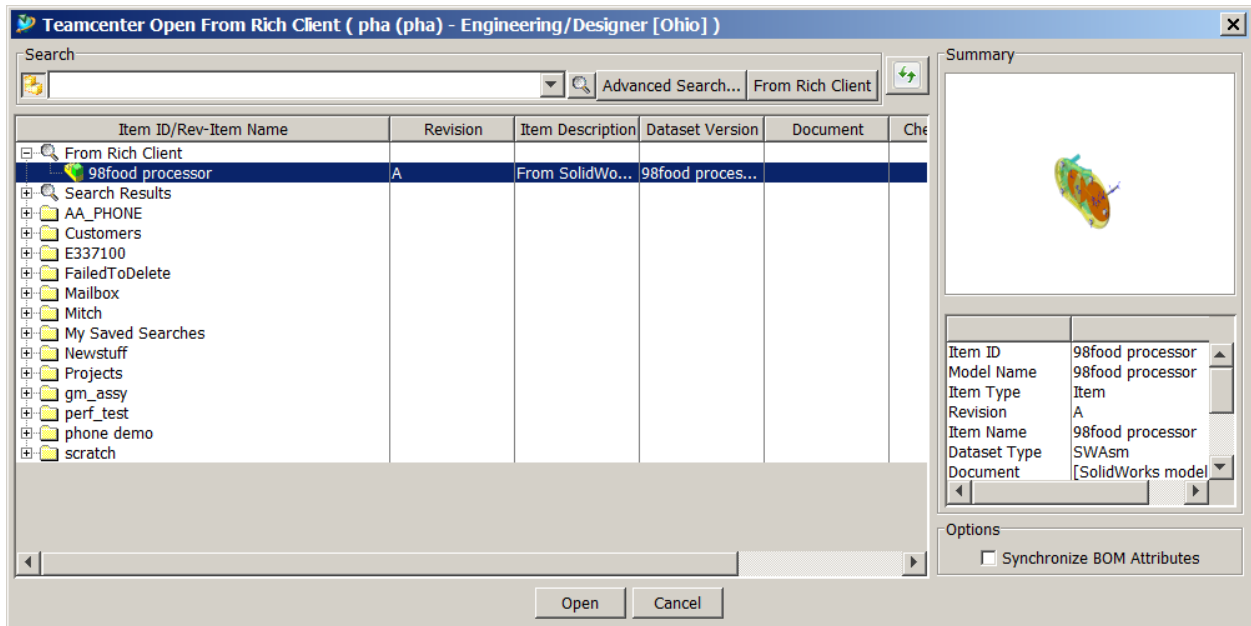 Teamcenter Open From Rich Client ( pha (pha) - Engineering/Designer [Ohio] )
Search
Advanced Search... From Rich Client
Item ID/Rev-Item Name Revision Item Description Dataset Version Document Che
From Rich Client
98food processor A From SolidWo... 98food proces...
Search Results
AA_PHONE
Customers
E337100
FailedToDelete
Mailbox
Mitch
My Saved Searches
Newstuff
Projects
gm_assy
perf_test
phone demo
scratch
Summary
Item ID 98food processor
Model Name 98food processor
Item Type Item
Revision A
Item Name 98food processor
Dataset Type SWAsm
Document [SolidWorks model
Options
Synchronize BOM Attributes
Open Cancel